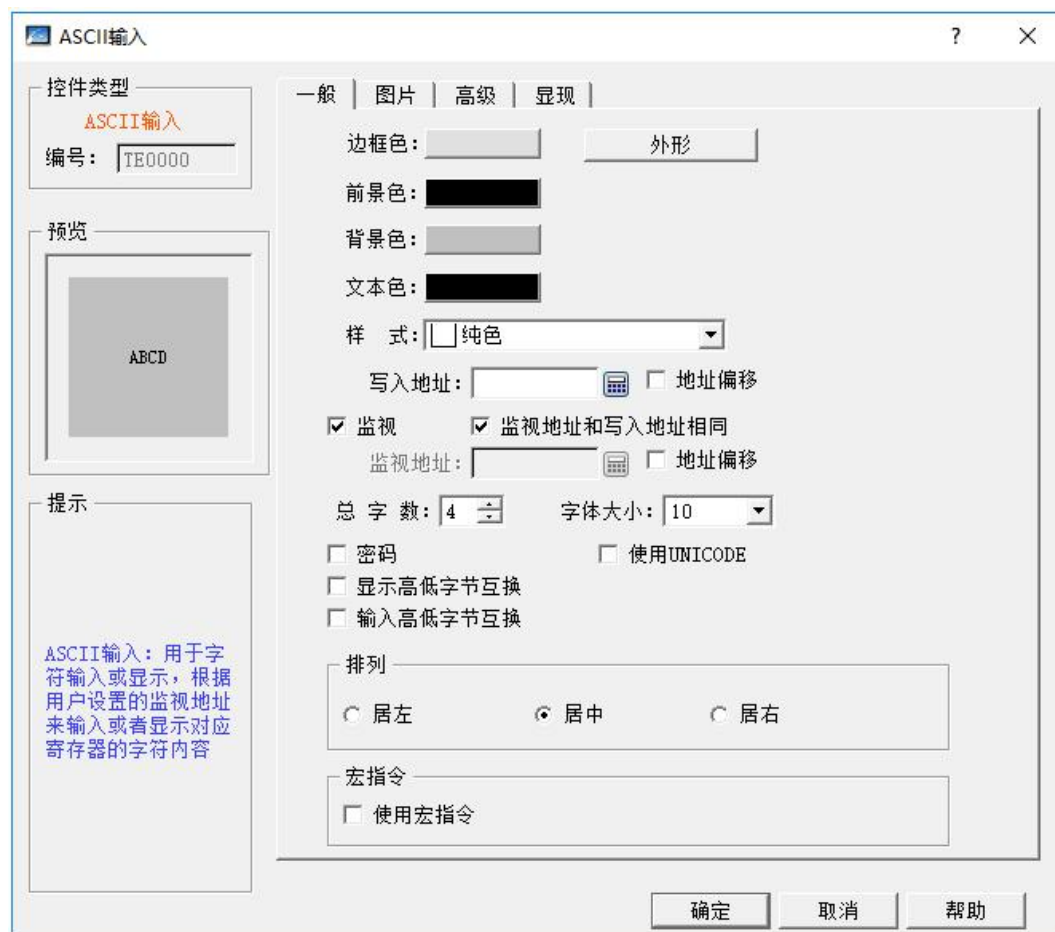 ASCII输入
?
控件类型
ASCII输入
编号: TE0000
预览
ABCD
提示
ASCII输入: 用于字
符输入或显示,根据
用户设置的监视地址
来输入或者显示对应
寄存器的字符内容
一般 图片 高级 显现
边框色: 外形
前景色:
背景色:
文本色:
样 式: 纯色
写入地址: 地址偏移
监视 监视地址和写入地址相同
监视地址: 地址偏移
总 字 数: 4 字体大小: 10
密码 使用UNICODE
显示高低字节互换
输入高低字节互换
排列
居左 居中 居右
宏指令
使用宏指令
确定 取消 帮助